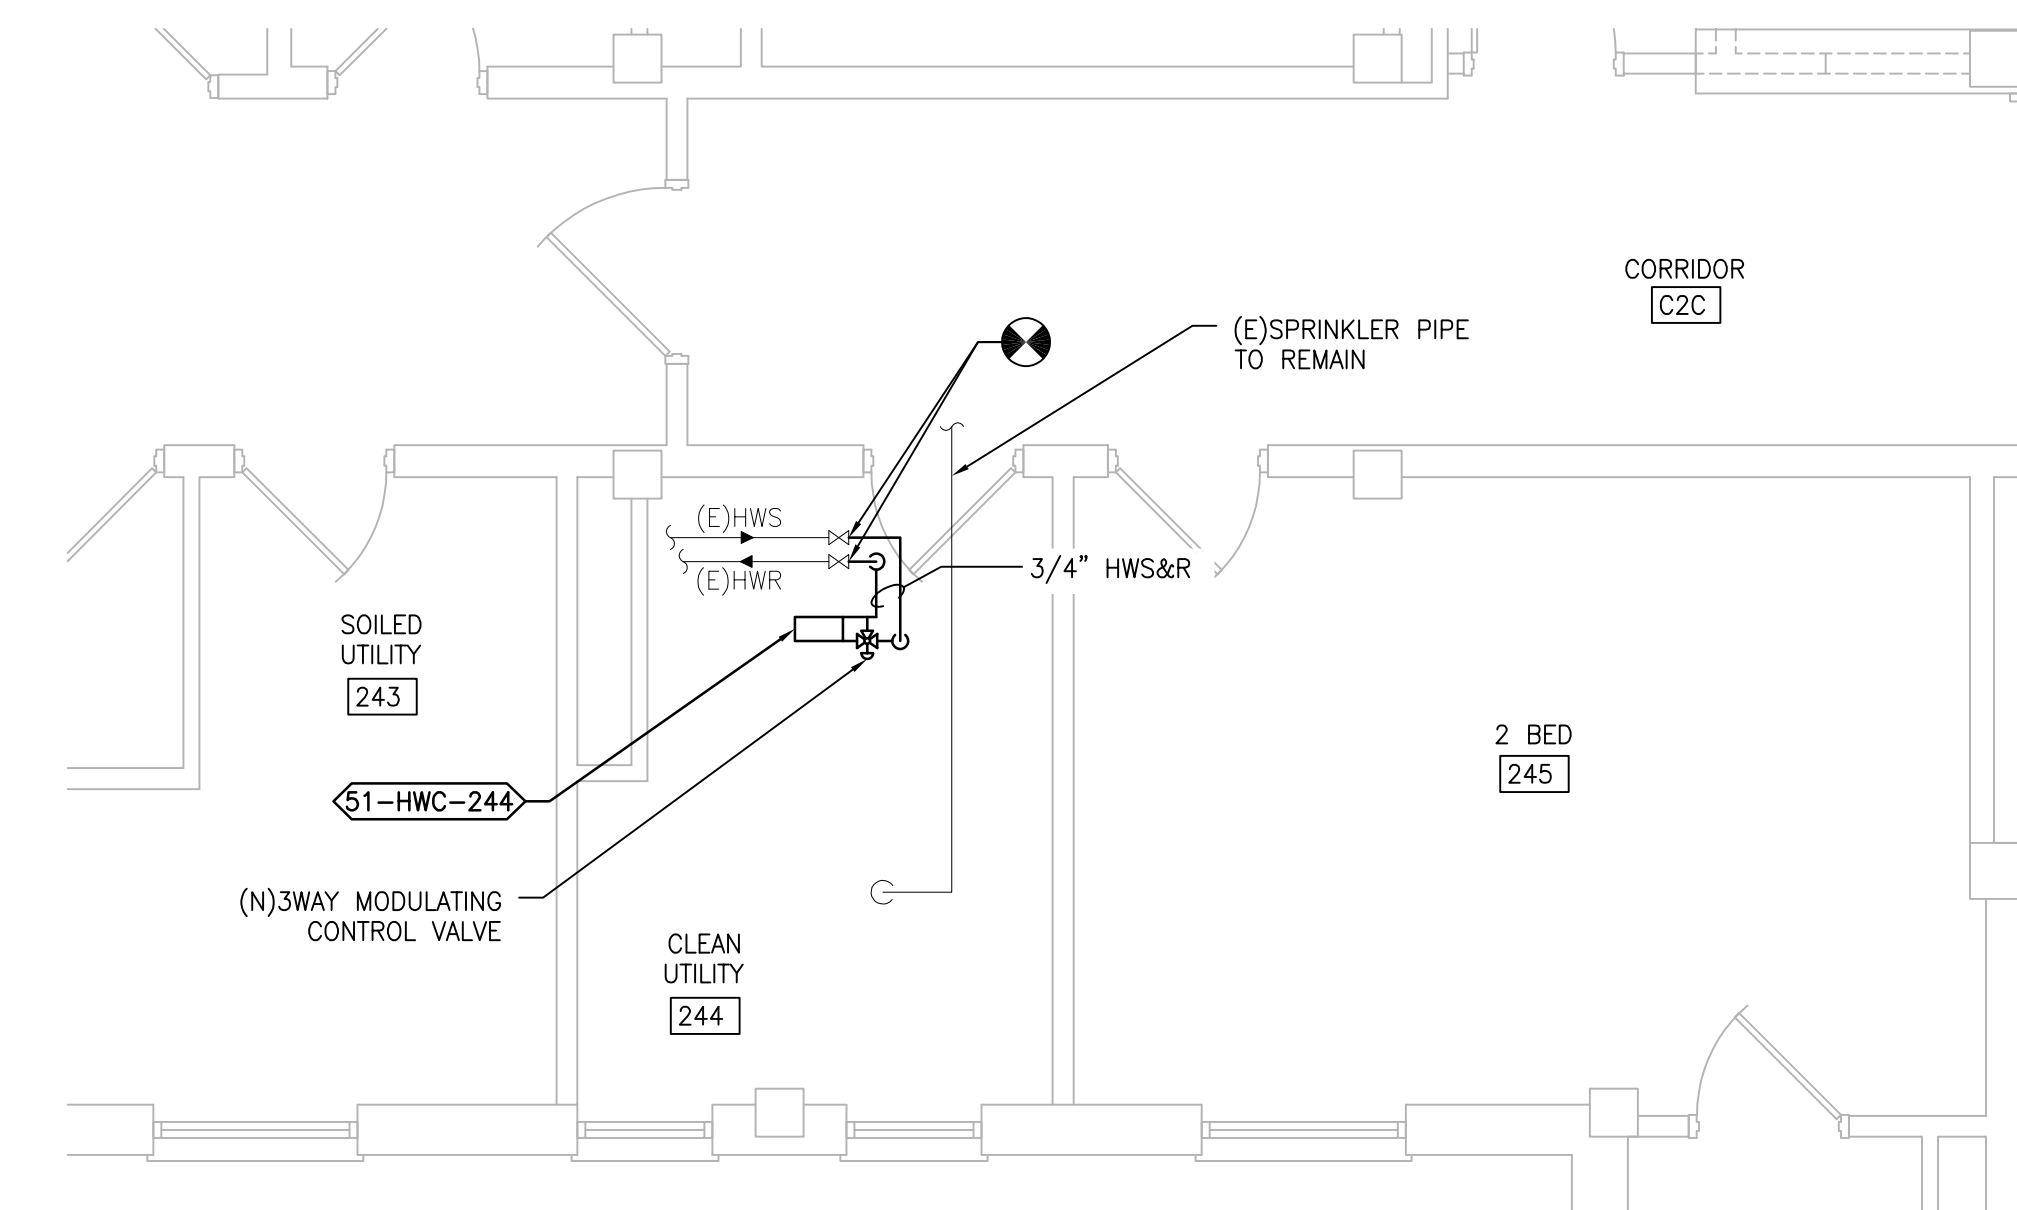 CORRIDOR
C2C
(E)SPRINKLER PIPE
TO REMAIN
(E)HWS
(E)HWR
3/4” HWS&R
SOILED
UTILITY
243
2 BED
245
51-HWC-244
(N)3WAY MODULATING
CONTROL VALVE
CLEAN
UTILITY
244